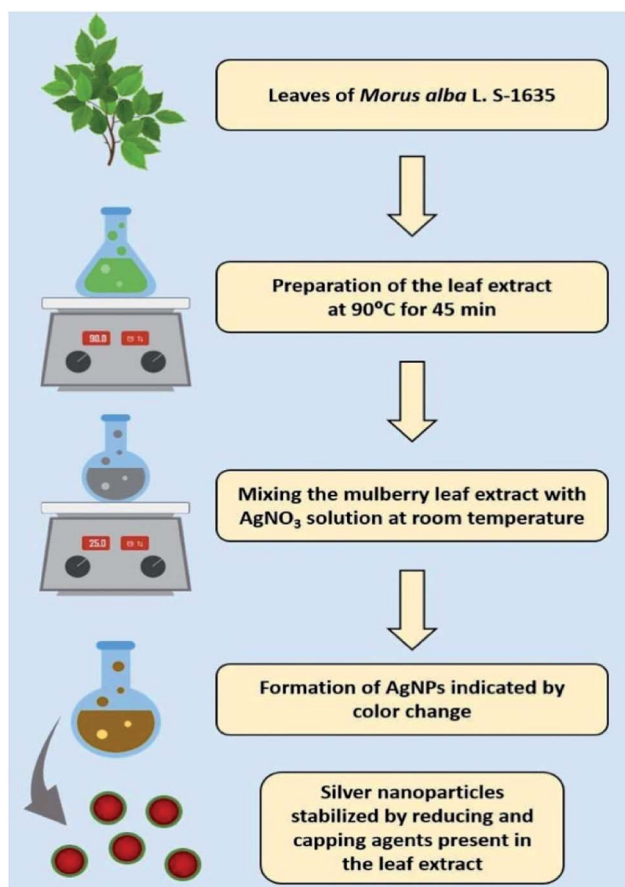 Leaves of Morus alba L. S-1635
Preparation of the leaf extract
at 90⁰C for 45 min
90.0
Mixing the mulberry leaf extract with
AgNO₃ solution at room temperature
25.0
Formation of AgNPs indicated by
color change
Silver nanoparticles
stabilized by reducing and
capping agents present in
the leaf extract